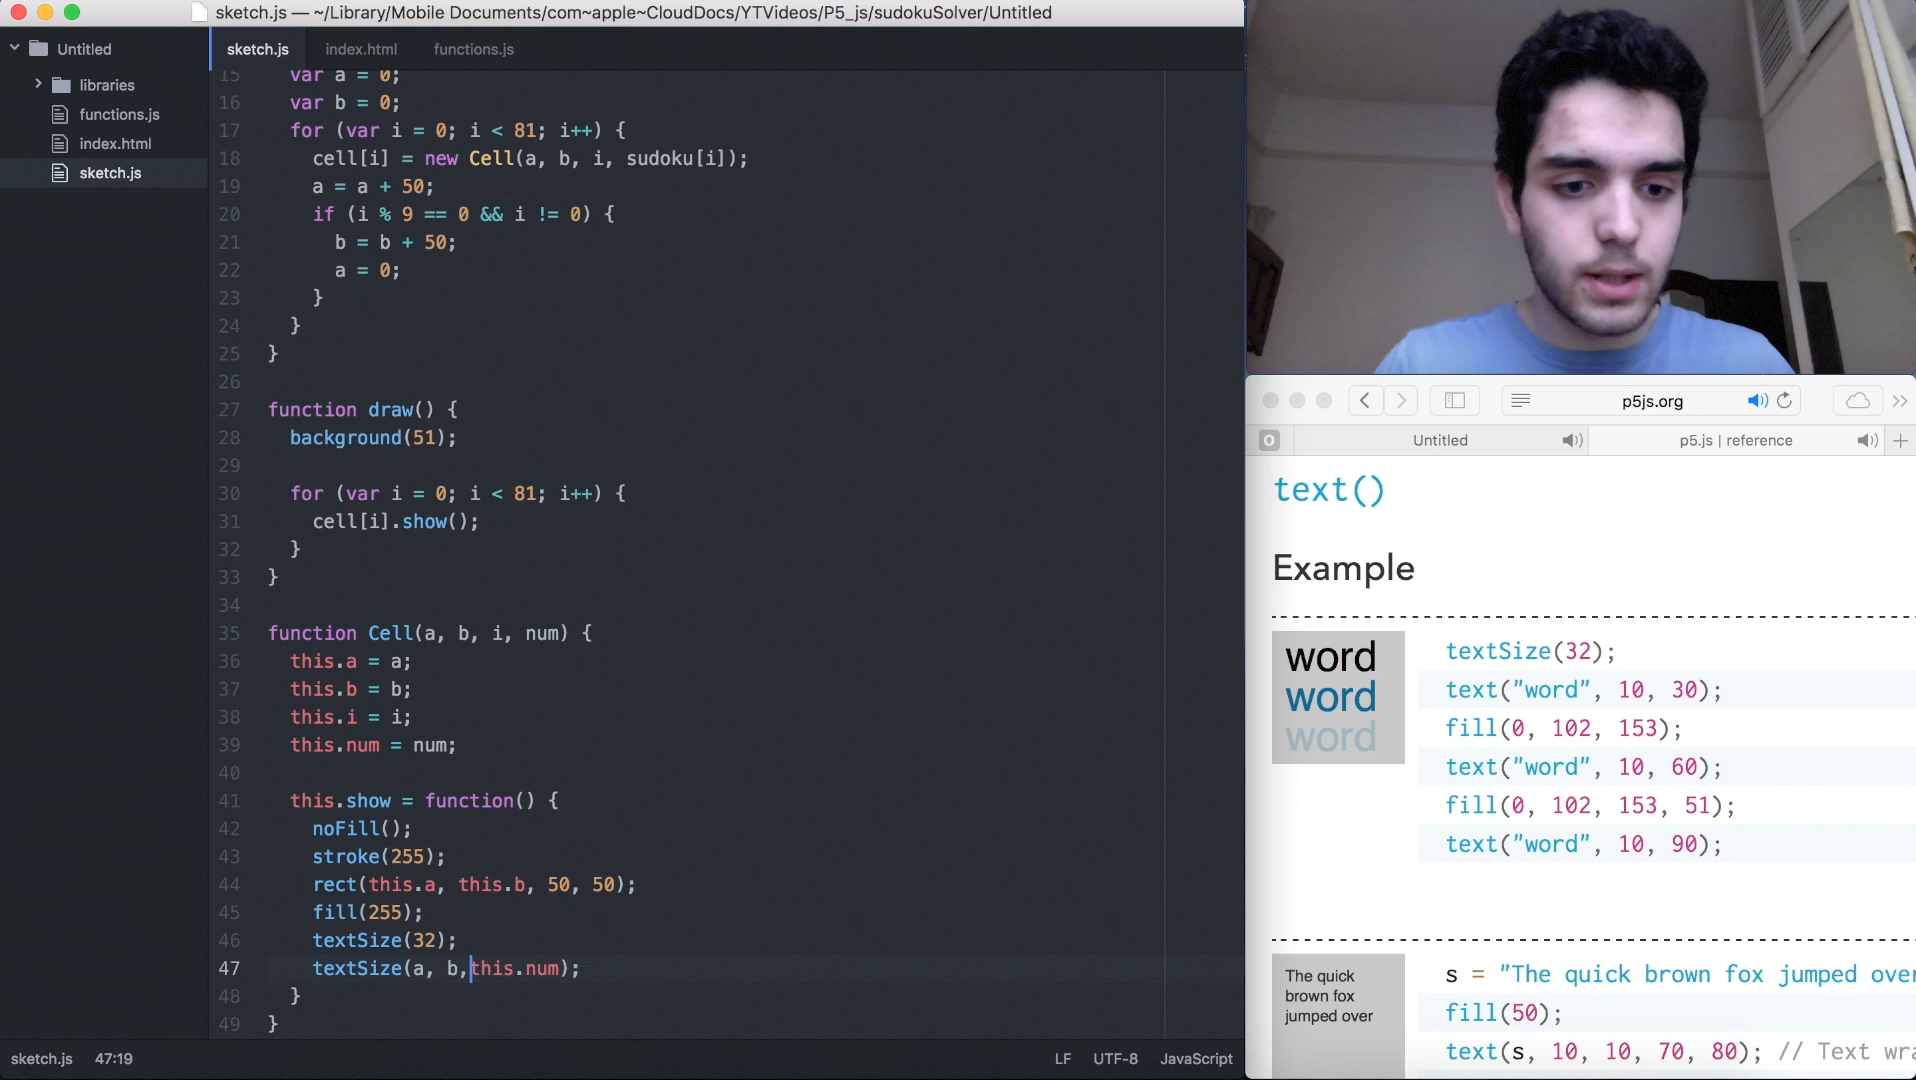 sketch.js — ~/Library/Mobile Documents/com~apple~CloudDocs/YTVideos/P5_js/sudokuSolver/Untitled
Untitled
libraries
functions.js
index.html
sketch.js
sketch.js index.html functions.js
15 var a = 0;
16 var b = 0;
17 for (var i = 0; i < 81; i++) {
18 cell[i] = new Cell(a, b, i, sudoku[i]);
19 a = a + 50;
20 if (i % 9 == 0 && i != 0) {
21 b = b + 50;
22 a = 0;
23 }
24 }
25 }
26
27 function draw() {
28 background(51);
29
30 for (var i = 0; i < 81; i++) {
31 cell[i].show();
32 }
33 }
34
35 function Cell(a, b, i, num) {
36 this.a = a;
37 this.b = b;
38 this.i = i;
39 this.num = num;
40
41 this.show = function() {
42 noFill();
43 stroke(255);
44 rect(this.a, this.b, 50, 50);
45 fill(255);
46 textSize(32);
47 textSize(a, b,this.num);
48 }
49 }
sketch.js 47:19 LF UTF-8 JavaScript
p5js.org
O Untitled p5.js | reference
text()
Example
word
word
word
textSize(32);
text("word", 10, 30);
fill(0, 102, 153);
text("word", 10, 60);
fill(0, 102, 153, 51);
text("word", 10, 90);
The quick
brown fox
jumped over
s = "The quick brown fox jumped over
fill(50);
text(s, 10, 10, 70, 80); // Text wra